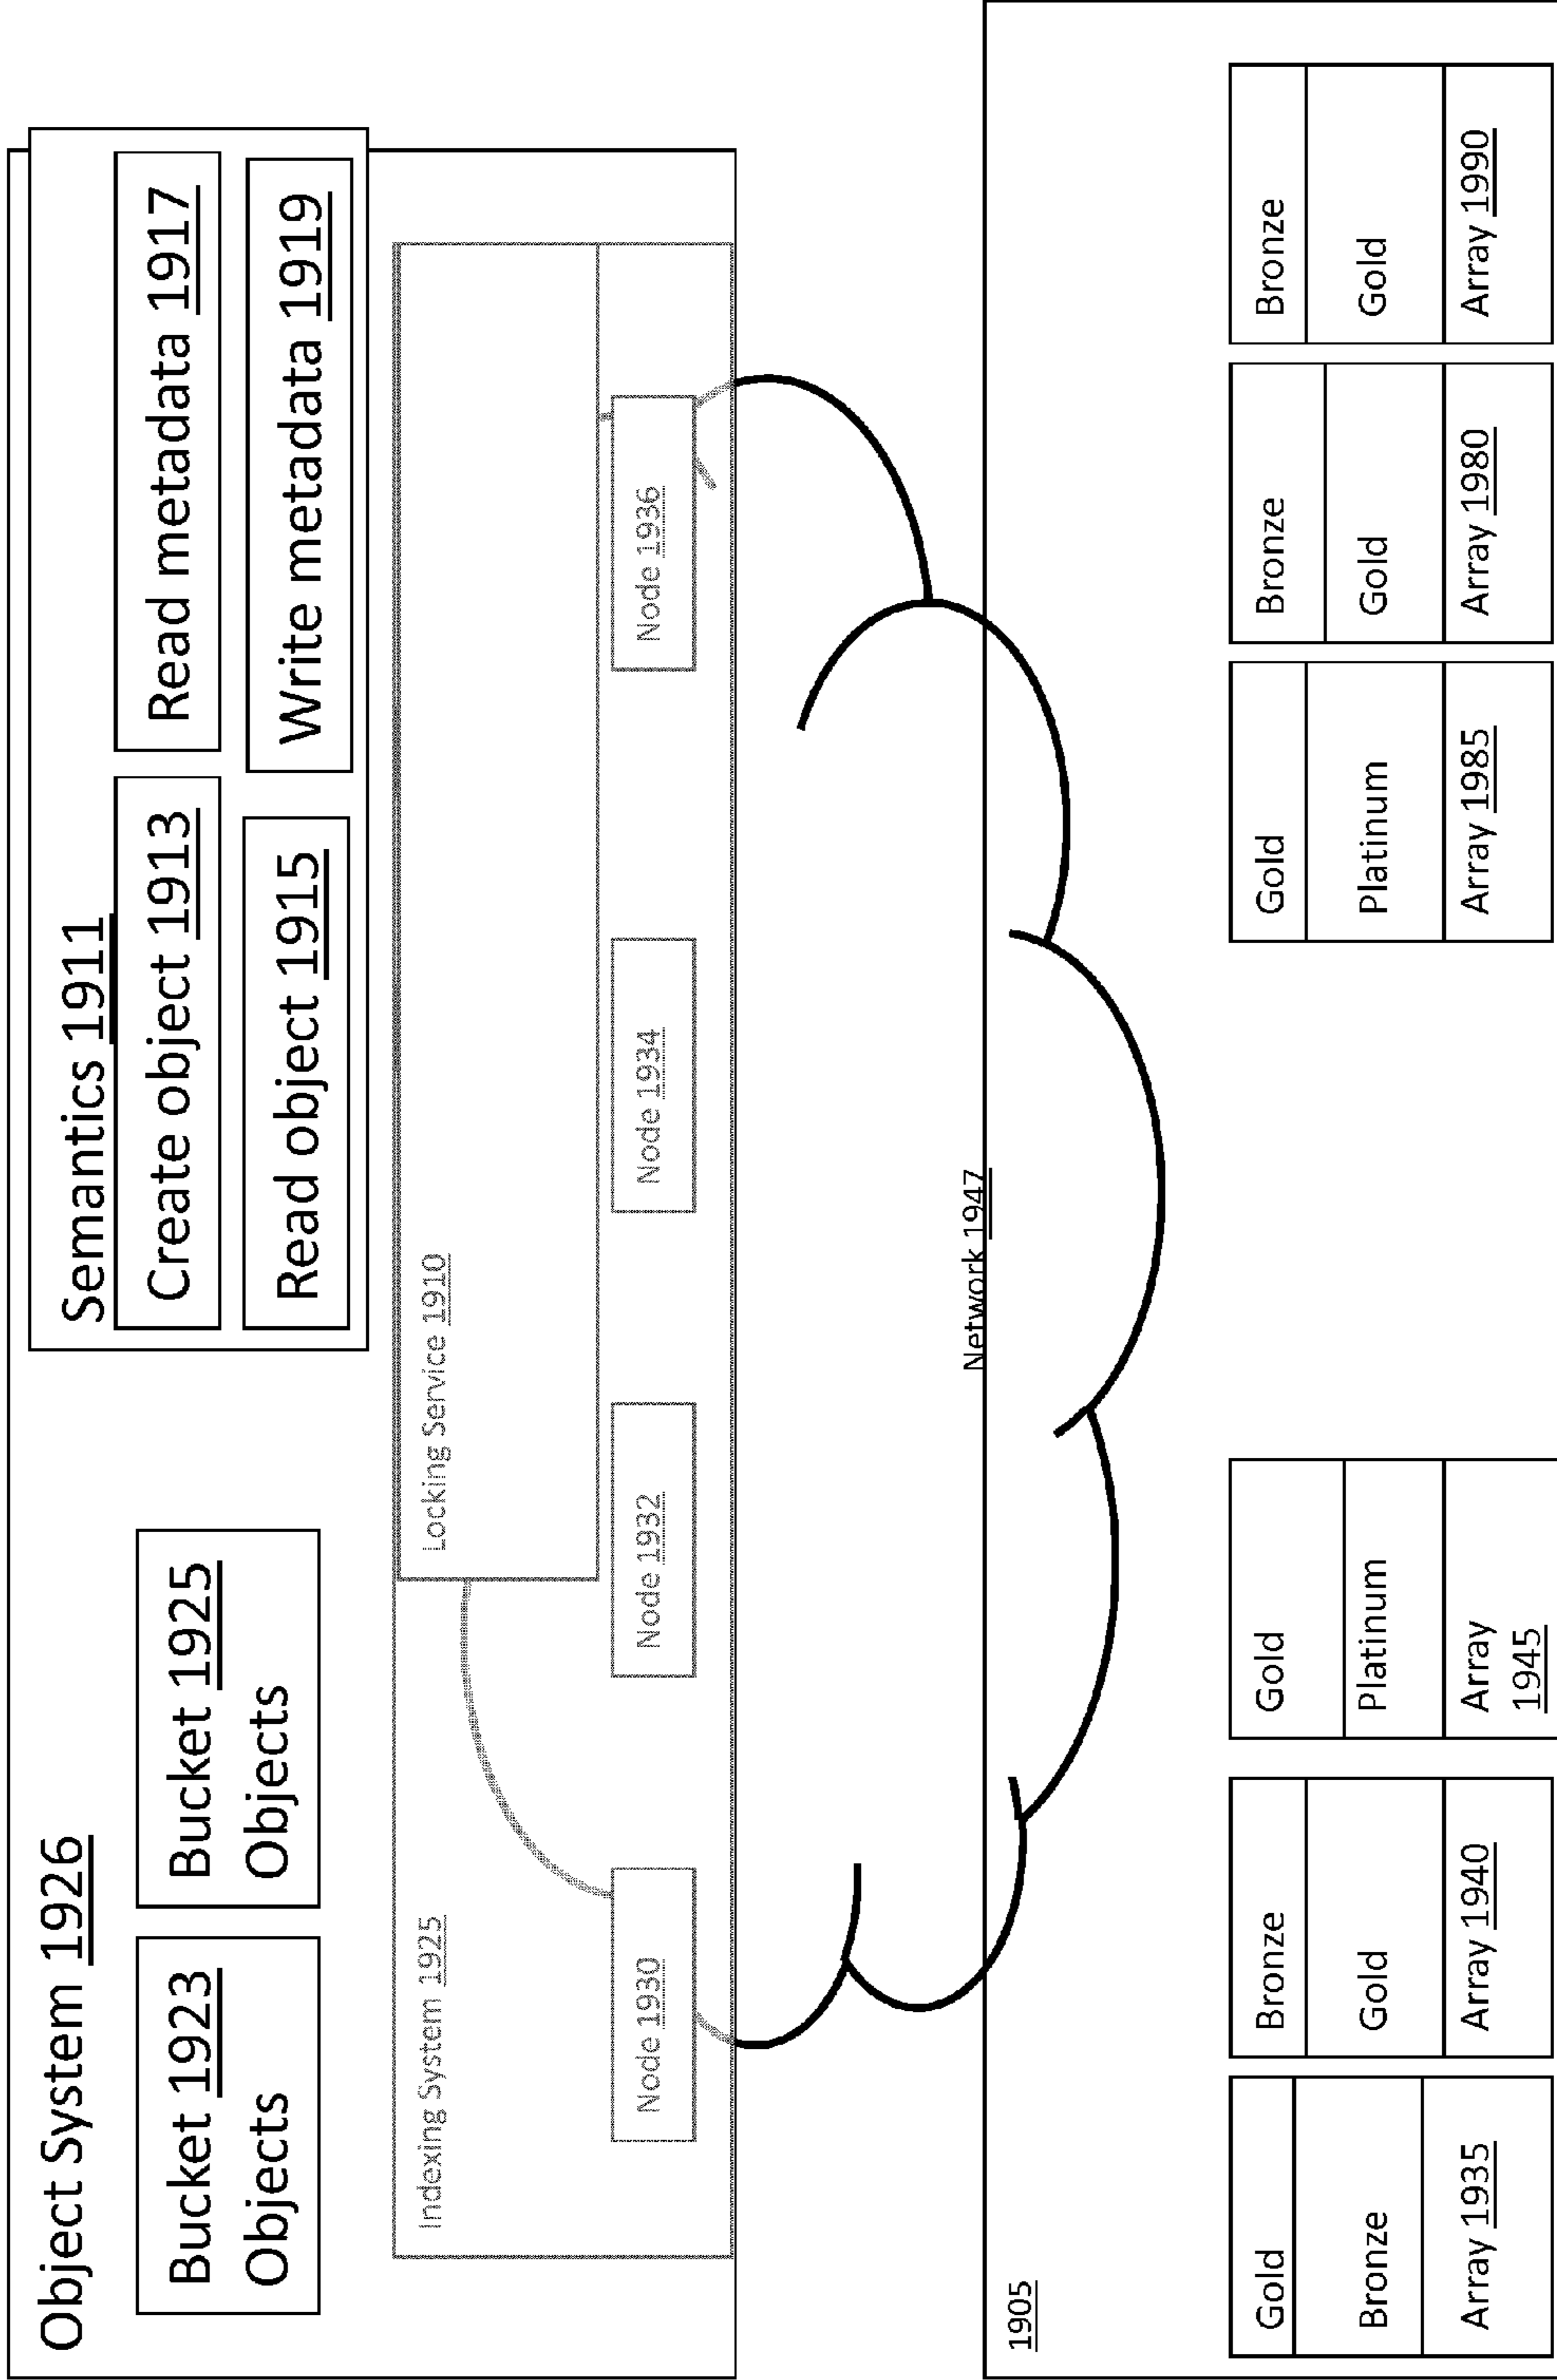 Object System 1926
Bucket 1923
Objects
Bucket 1925
Objects
Semantics 1911
Create object 1913
Read metadata 1917
Read object 1915
Write metadata 1919
Indexing System 1925
Locking Service 1910
Node 1930
Node 1932
Node 1934
Node 1936
Network 1947
1905
Gold
Bronze
Array 1935
Bronze
Gold
Array 1940
Gold
Platinum
Array
1945
Gold
Platinum
Array 1985
Bronze
Gold
Array 1980
Bronze
Gold
Array 1990